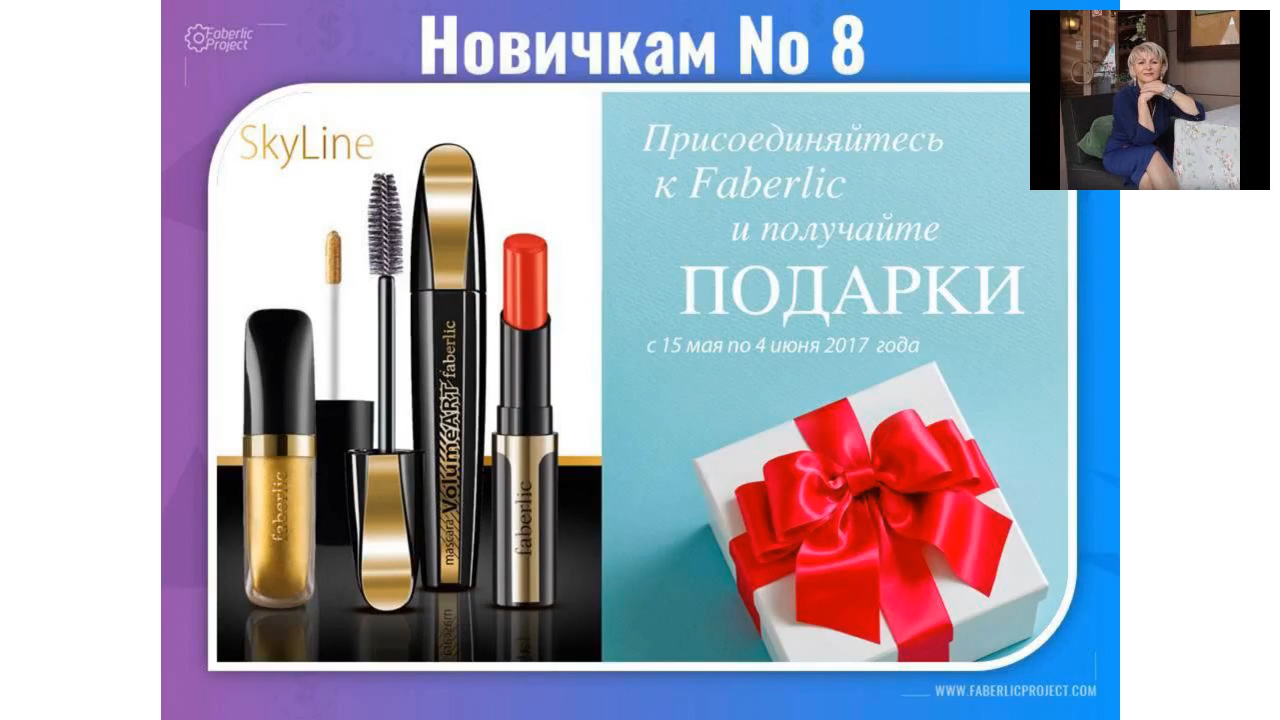 Faberlic
Project
Новичкам No 8
SkyLine
Присоединяйтесь
к Faberlic
и получайте
ПОДАРКИ
с 15 мая по 4 июня 2017 года
faberlic
mascara VolumeART faberlic
faberlic
WWW.FABERLICPROJECT.COM